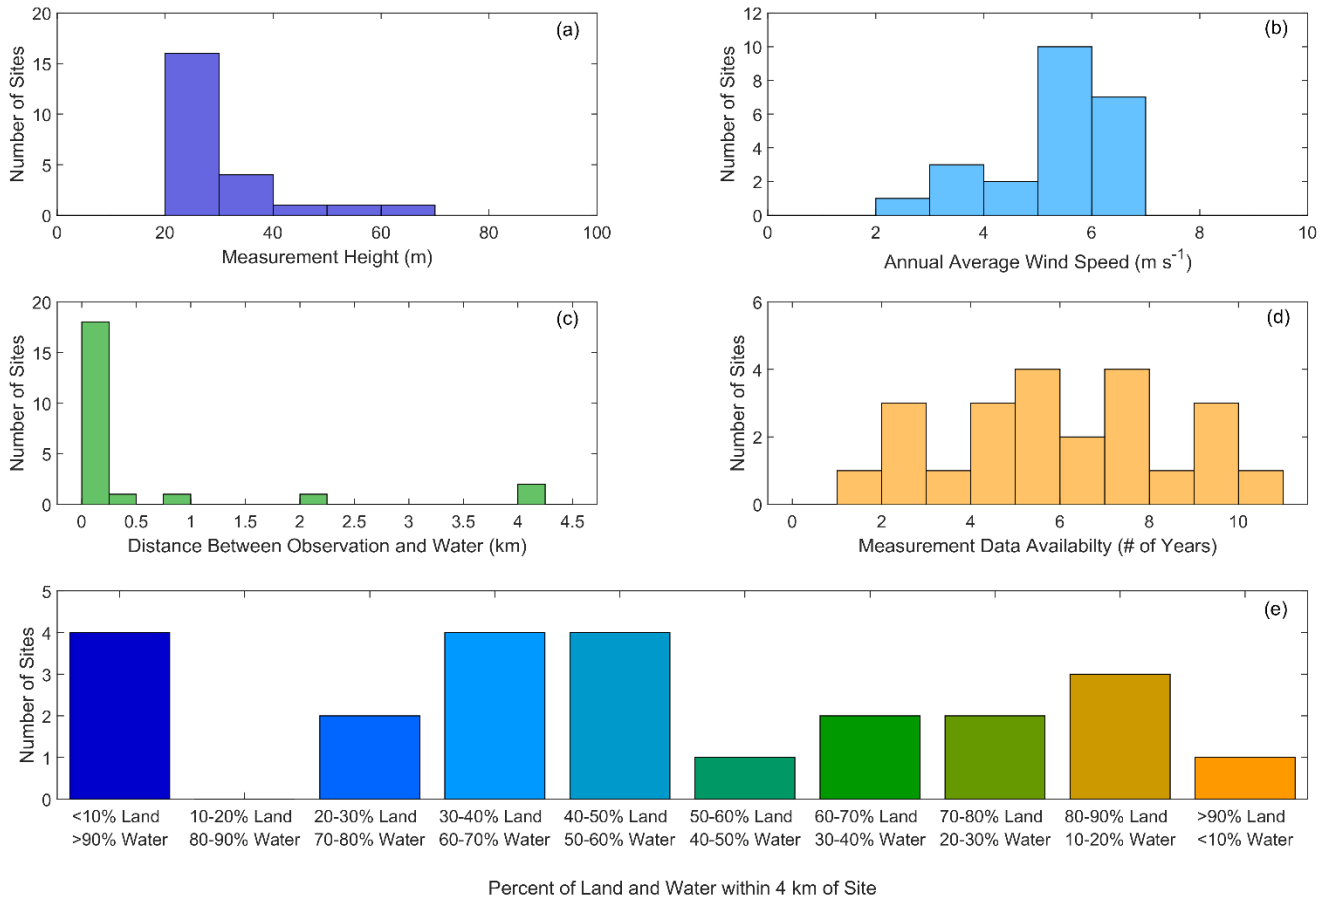 (a)
Number of Sites
20
15
10
5
0
0 20 40 60 80 100
Measurement Height (m)
(b)
Number of Sites
12
10
8
6
4
2
0
0 2 4 6 8 10
Annual Average Wind Speed (m s-1)
(c)
Number of Sites
20
15
10
5
0
0 0.5 1 1.5 2 2.5 3 3.5 4 4.5
Distance Between Observation and Water (km)
(d)
Number of Sites
6
4
2
0
0 2 4 6 8 10
Measurement Data Availabilty (# of Years)
(e)
Number of Sites
5
4
3
2
1
0
<10% Land 10-20% Land 20-30% Land 30-40% Land 40-50% Land 50-60% Land 60-70% Land 70-80% Land 80-90% Land >90% Land
>90% Water 80-90% Water 70-80% Water 60-70% Water 50-60% Water 40-50% Water 30-40% Water 20-30% Water 10-20% Water <10% Water
Percent of Land and Water within 4 km of Site